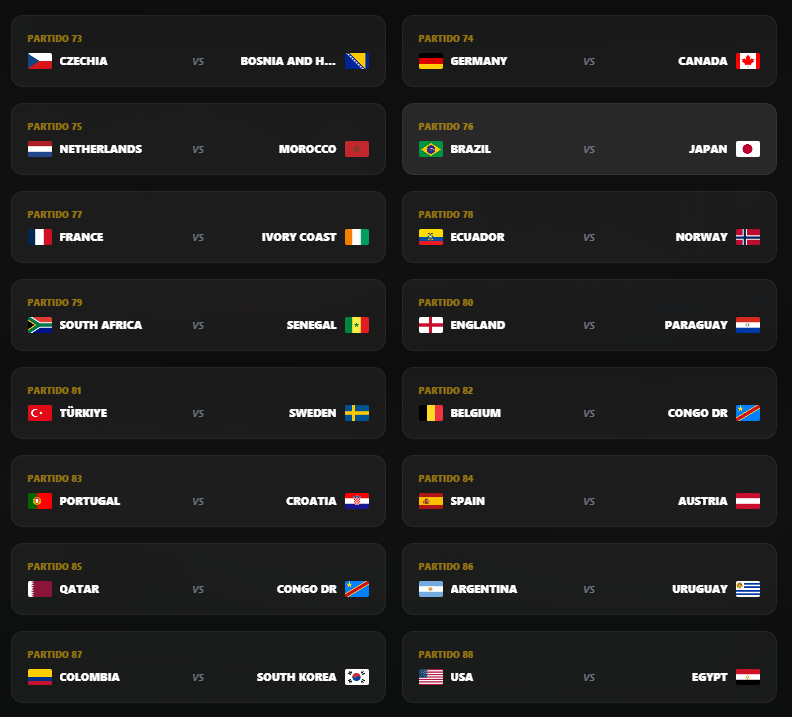 PARTIDO 73
CZECHIA VS BOSNIA AND H...
PARTIDO 74
GERMANY VS CANADA
PARTIDO 75
NETHERLANDS VS MOROCCO
PARTIDO 76
BRAZIL VS JAPAN
PARTIDO 77
FRANCE VS IVORY COAST
PARTIDO 78
ECUADOR VS NORWAY
PARTIDO 79
SOUTH AFRICA VS SENEGAL
PARTIDO 80
ENGLAND VS PARAGUAY
PARTIDO 81
TÜRKIYE VS SWEDEN
PARTIDO 82
BELGIUM VS CONGO DR
PARTIDO 83
PORTUGAL VS CROATIA
PARTIDO 84
SPAIN VS AUSTRIA
PARTIDO 85
QATAR VS CONGO DR
PARTIDO 86
ARGENTINA VS URUGUAY
PARTIDO 87
COLOMBIA VS SOUTH KOREA
PARTIDO 88
USA VS EGYPT